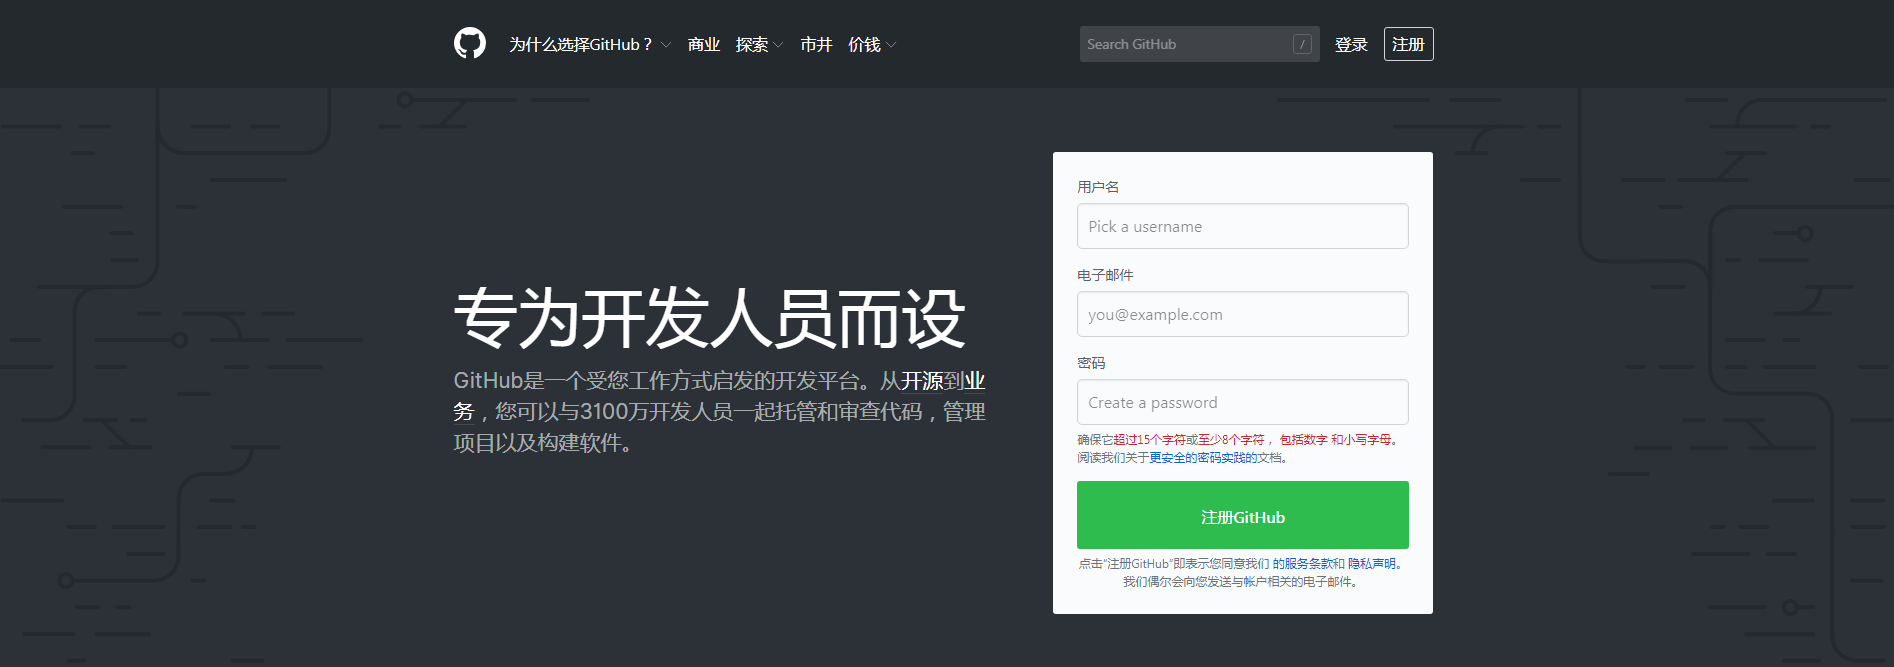 为什么选择GitHub？ 商业 探索 市井 价钱
Search GitHub /
登录 注册
专为开发人员而设
GitHub是一个受您工作方式启发的开发平台。从开源到业
务，您可以与3100万开发人员一起托管和审查代码，管理
项目以及构建软件。
用户名
Pick a username
电子邮件
you@example.com
密码
Create a password
确保它超过15个字符或至少8个字符， 包括数字 和小写字母。
阅读我们关于更安全的密码实践的文档。
注册GitHub
点击“注册GitHub”即表示您同意我们 的服务条款和 隐私声明。
我们偶尔会向您发送与帐户相关的电子邮件。